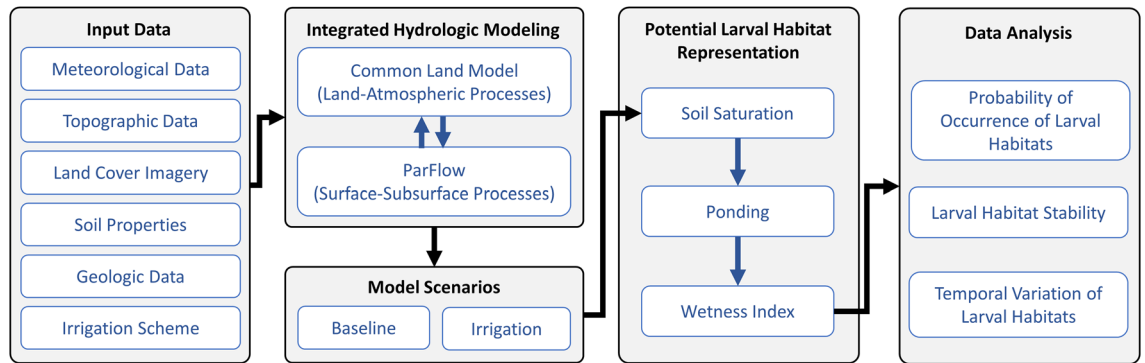 Input Data
Meteorological Data
Topographic Data
Land Cover Imagery
Soil Properties
Geologic Data
Irrigation Scheme
Integrated Hydrologic Modeling
Common Land Model
(Land-Atmospheric Processes)
ParFlow
(Surface-Subsurface Processes)
Model Scenarios
Baseline
Irrigation
Potential Larval Habitat
Representation
Soil Saturation
Ponding
Wetness Index
Data Analysis
Probability of
Occurrence of Larval
Habitats
Larval Habitat Stability
Temporal Variation of
Larval Habitats